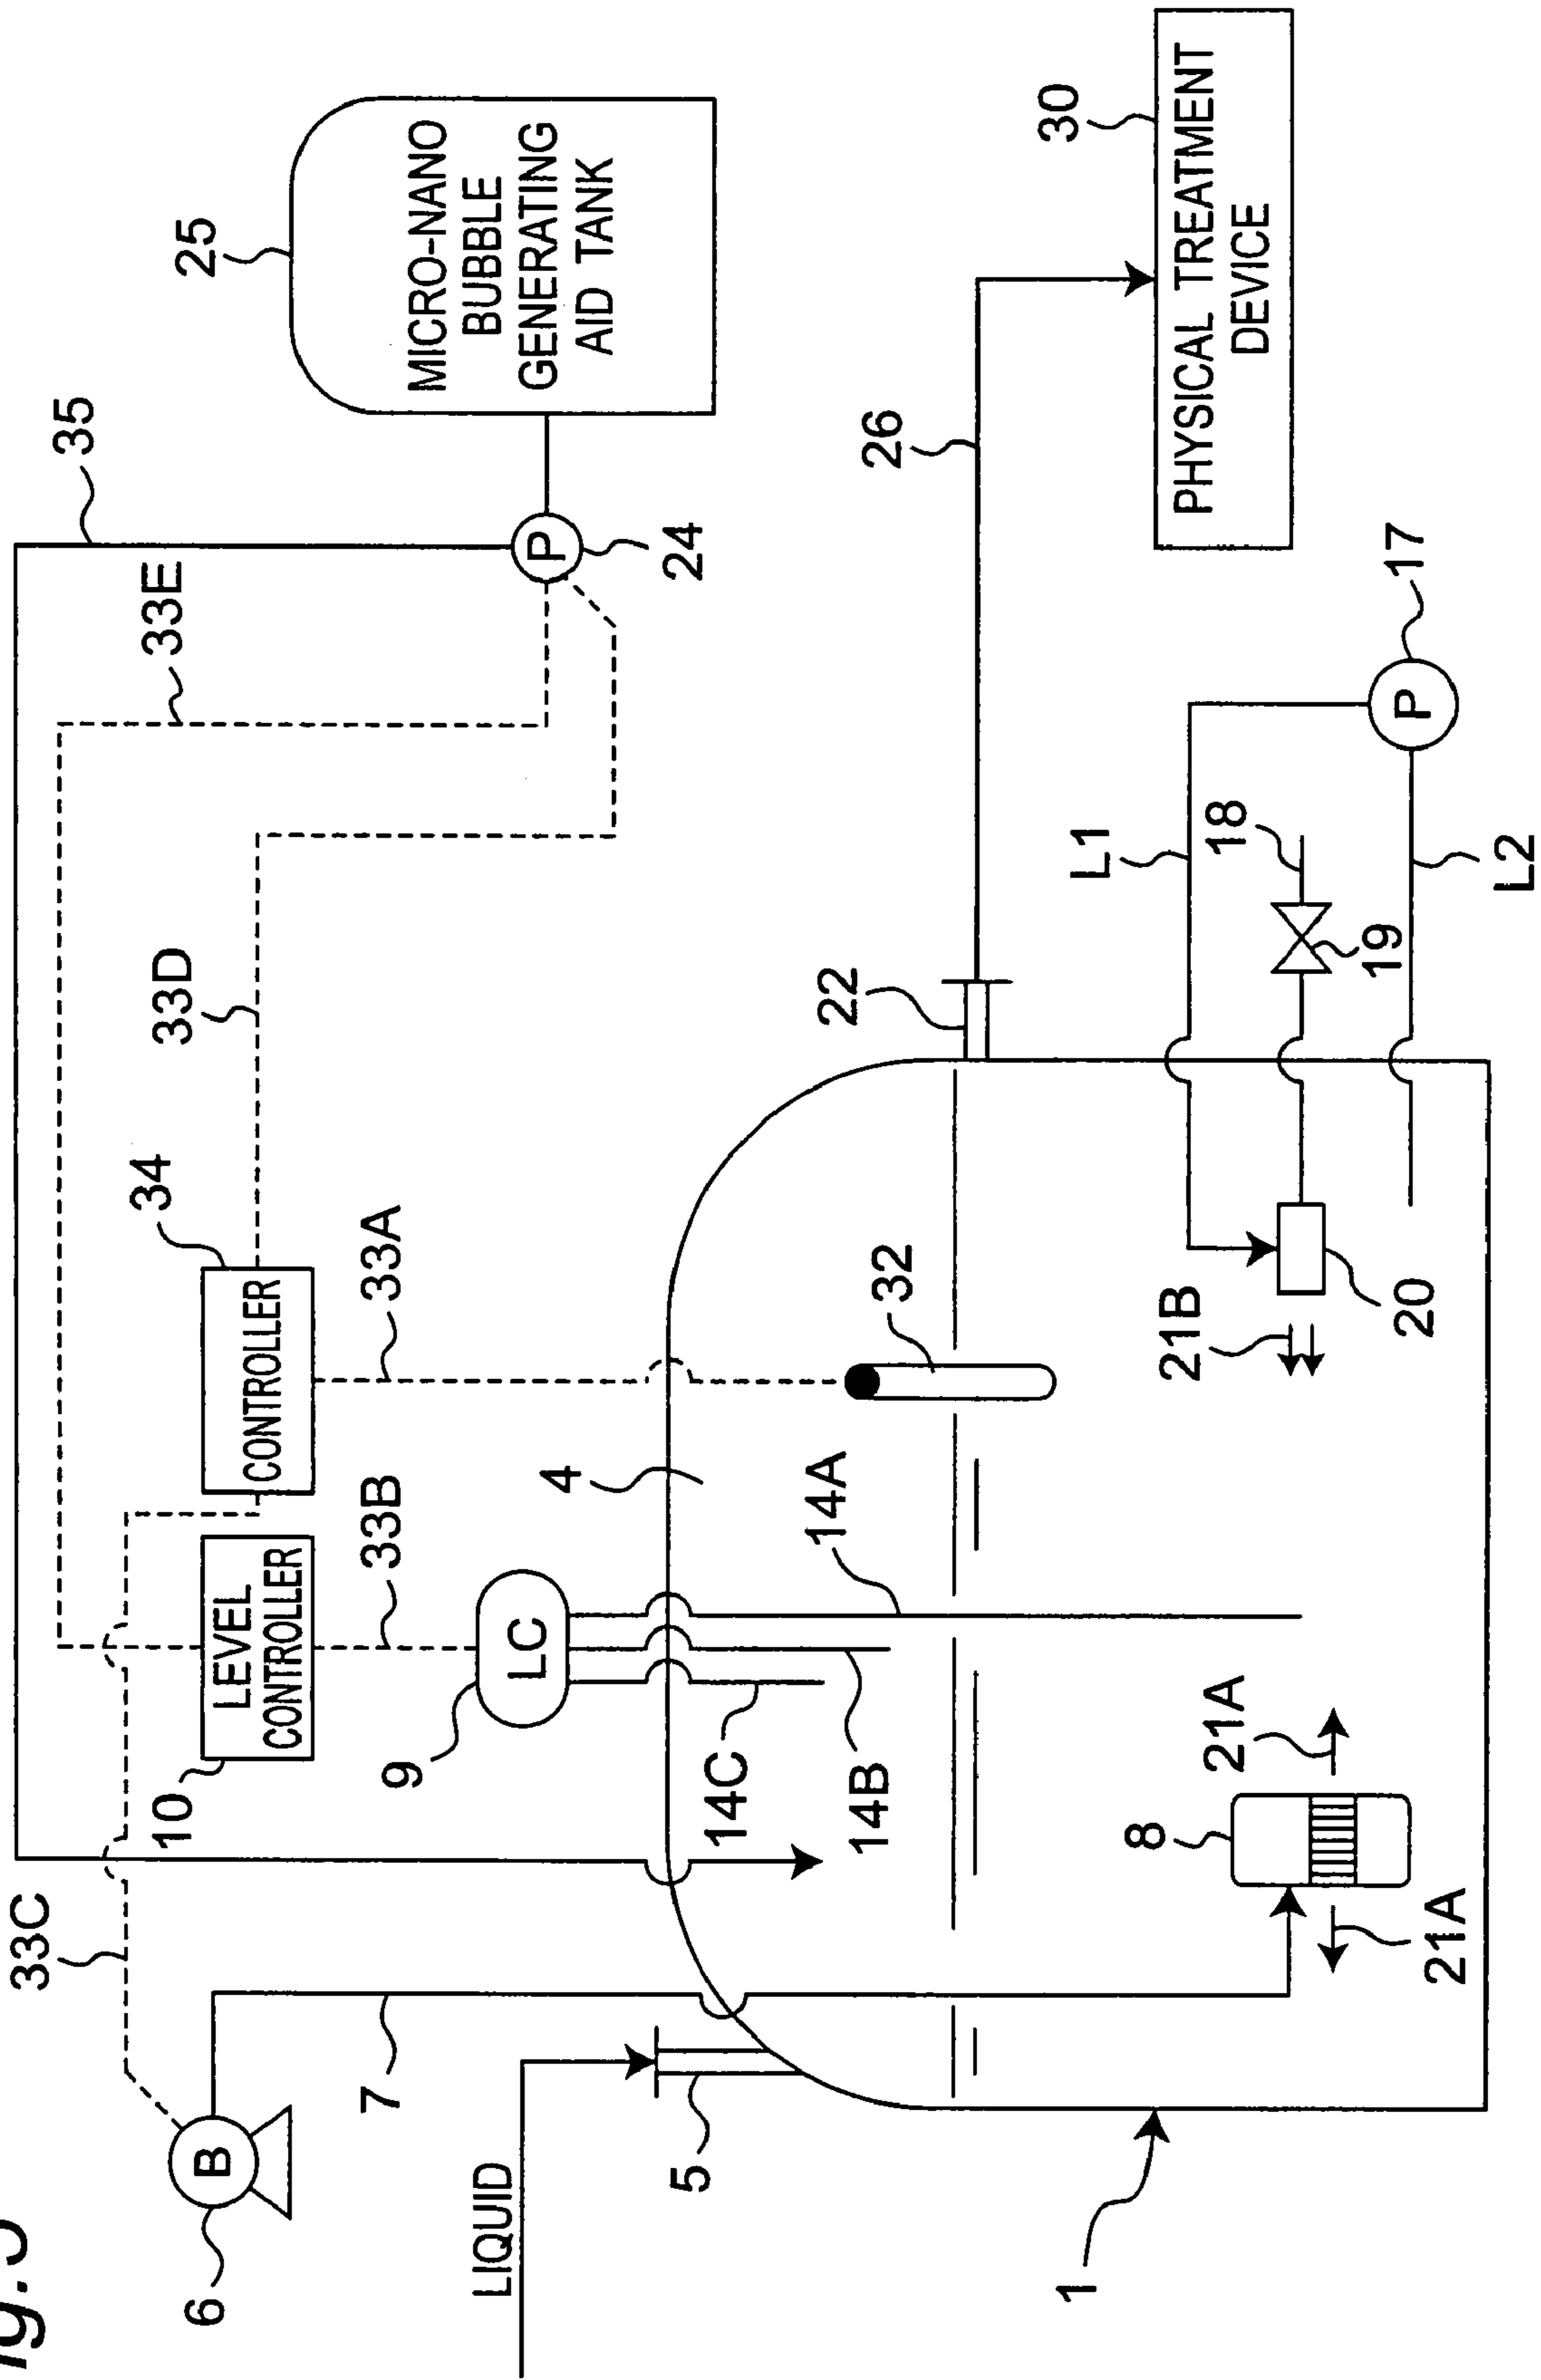 35
33E
33D
34
33C
10
LEVEL
CONTROLLER
CONTROLLER
25
MICRO-NANO
BUBBLE
GENERATING
AID TANK
6
B
7
33B
33A
9
LC
P
24
LIQUID
5
4
14C
14A
14B
32
22
26
1
8
21A
21A
21B
20
L1
18
19
L2
P
17
30
PHYSICAL TREATMENT
DEVICE